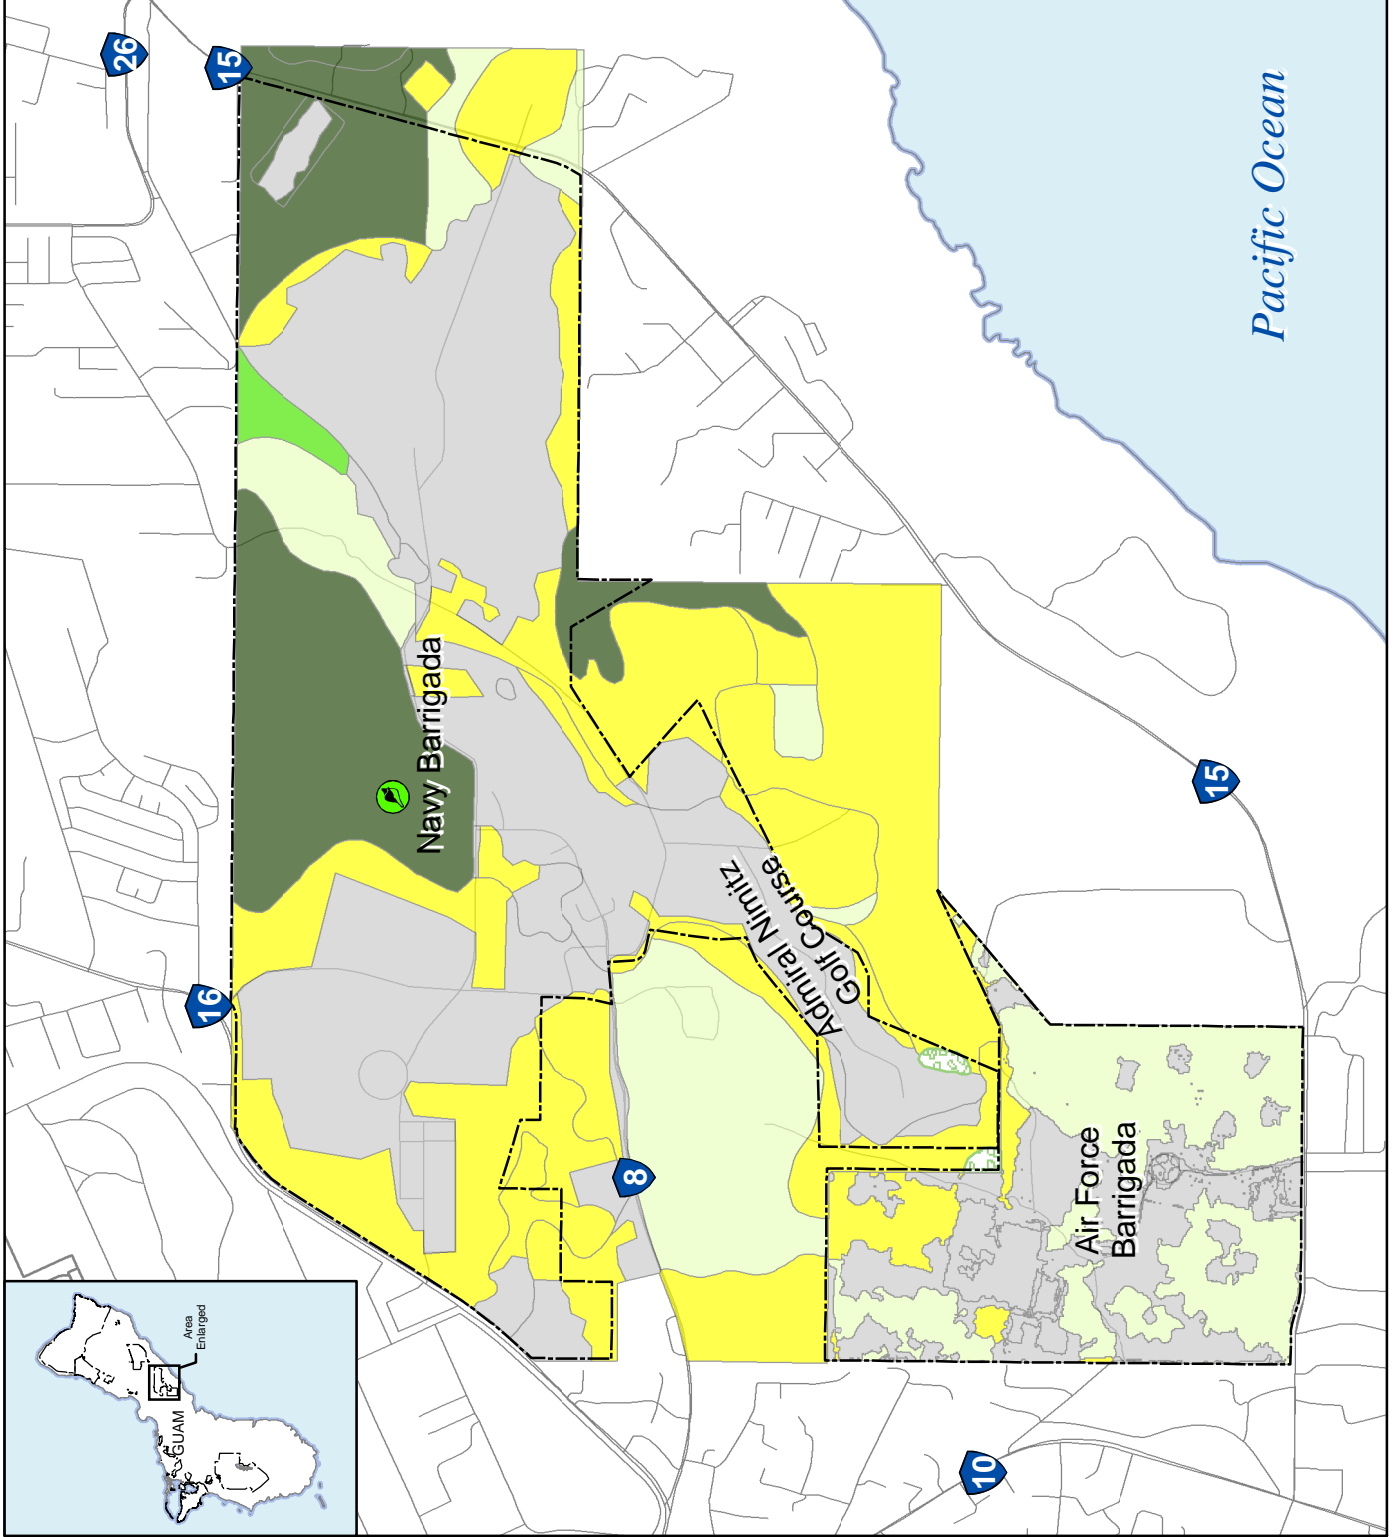 26
15
Pacific Ocean
Navy Barrigada
16
Admiral Nimitz
Golf Course
15
8
Air Force
Barrigada
10
GUAM
Area
Enlarged